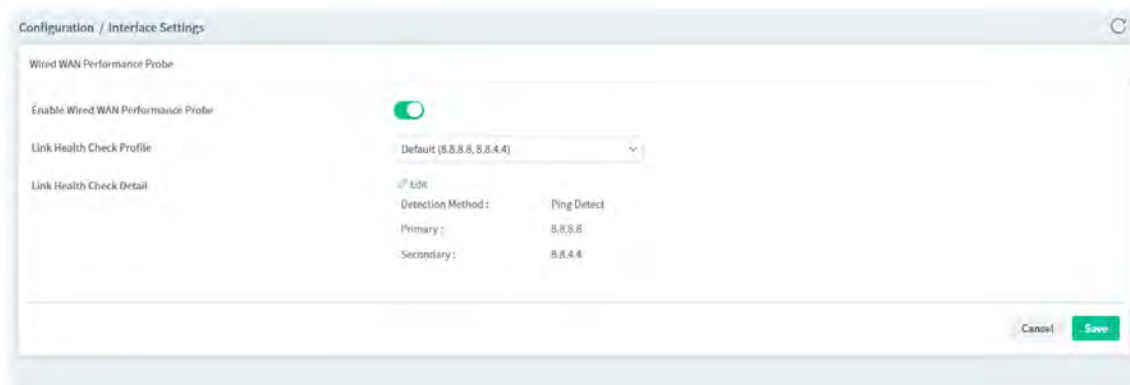 Configuration / Interface Settings
Wired WAN Performance Probe
Enable Wired WAN Performance Probe
Link Health Check Profile
Default (8.8.8.8, 8.8.4.4)
Link Health Check Detail
Edit
Detection Method : Ping Detect
Primary : 8.8.8.8
Secondary : 8.8.4.4
Cancel Save